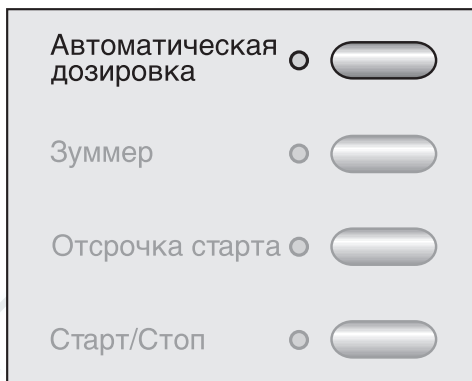 Автоматическая
дозировка
Зуммер
Отсрочка старта
Старт/Стоп